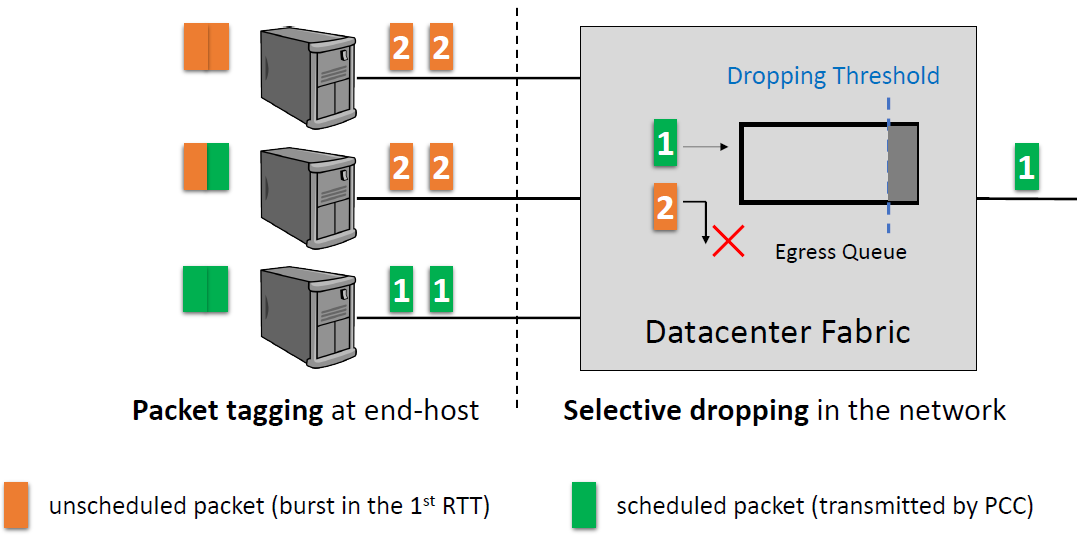 2 2
Dropping Threshold
1
2 2
1
2
Egress Queue
1 1
Datacenter Fabric
Packet tagging at end-host
Selective dropping in the network
unscheduled packet (burst in the 1st RTT)
scheduled packet (transmitted by PCC)